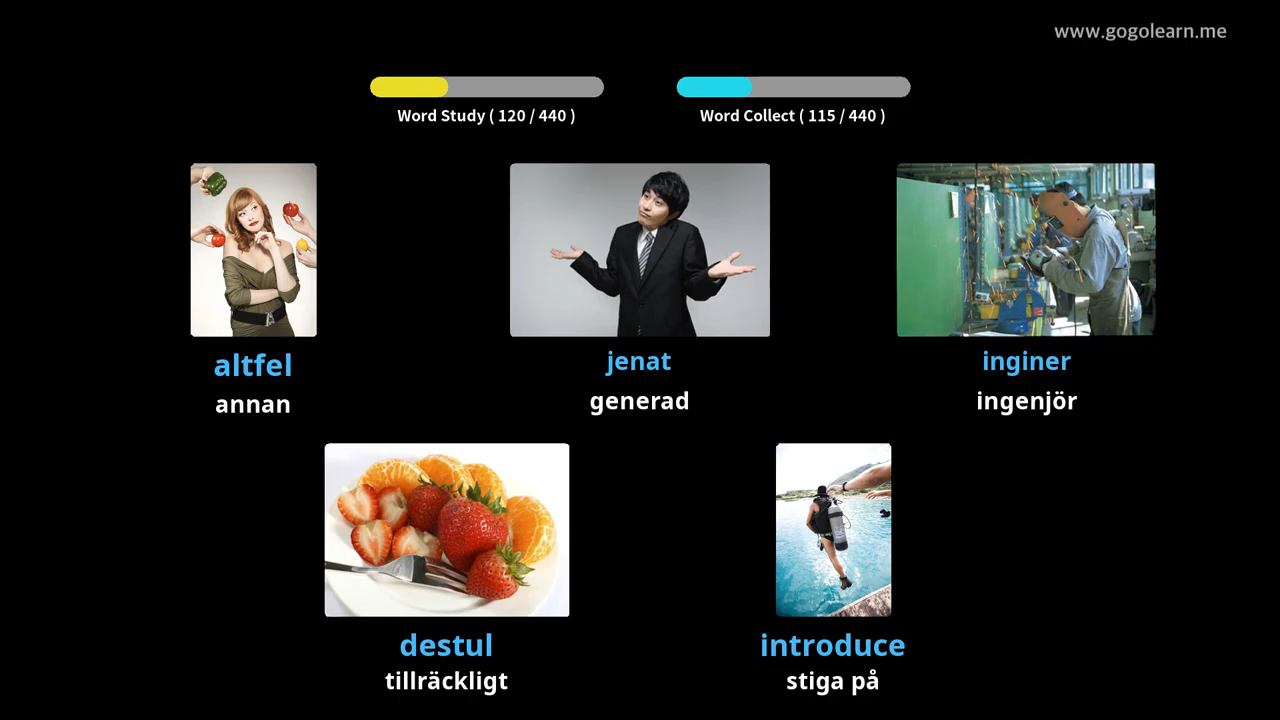 www.gogolearn.me
Word Study ( 120 / 440 )
Word Collect ( 115 / 440 )
altfel
annan
jenat
generad
inginer
ingenjör
destul
tillräckligt
introduce
stiga på